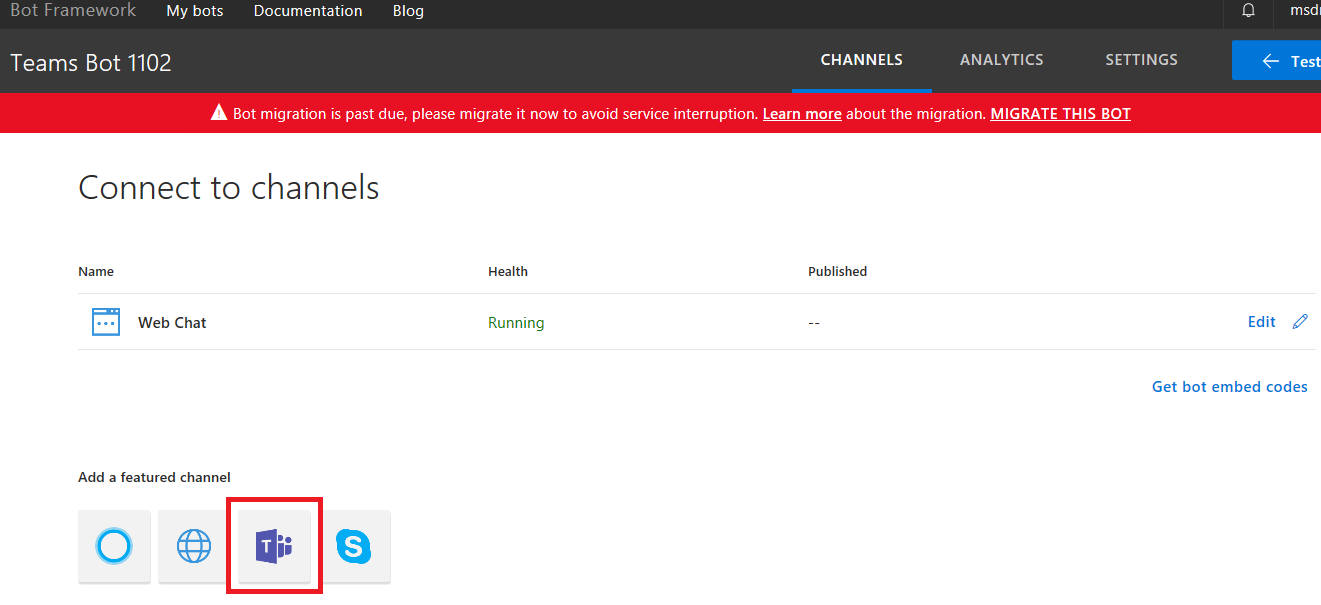 Bot Framework My bots Documentation Blog
Teams Bot 1102 CHANNELS ANALYTICS SETTINGS Test
Bot migration is past due, please migrate it now to avoid service interruption. Learn more about the migration. MIGRATE THIS BOT
Connect to channels
Name Health Published
Web Chat Running -- Edit
Get bot embed codes
Add a featured channel
T S